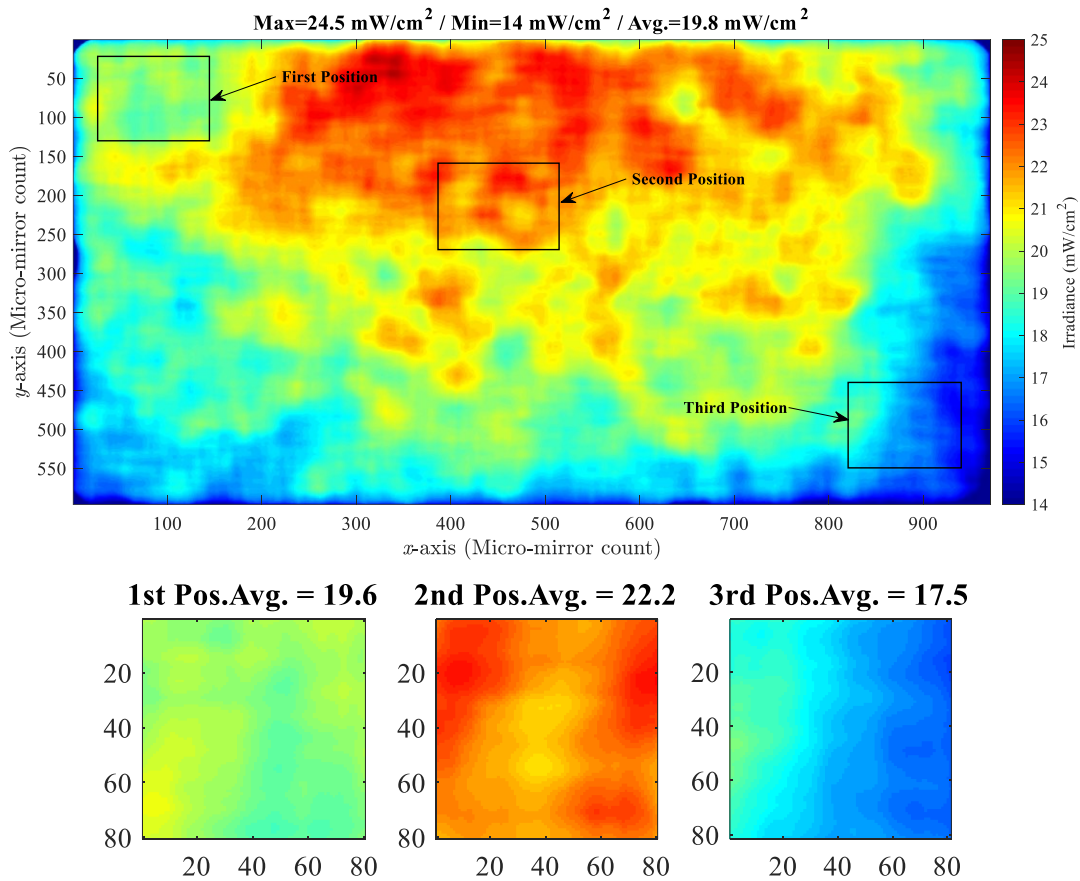 Max=24.5 mW/cm² / Min=14 mW/cm² / Avg.=19.8 mW/cm²
First Position
Second Position
Third Position
50
100
150
200
250
300
350
400
450
500
550
y-axis (Micro-mirror count)
100 200 300 400 500 600 700 800 900
x-axis (Micro-mirror count)
25
24
23
22
21
20
19
18
17
16
15
14
Irradiance (mW/cm²)
1st Pos.Avg. = 19.6 2nd Pos.Avg. = 22.2 3rd Pos.Avg. = 17.5
20 20 20
40 40 40
60 60 60
80 80 80
20 40 60 80 20 40 60 80 20 40 60 80